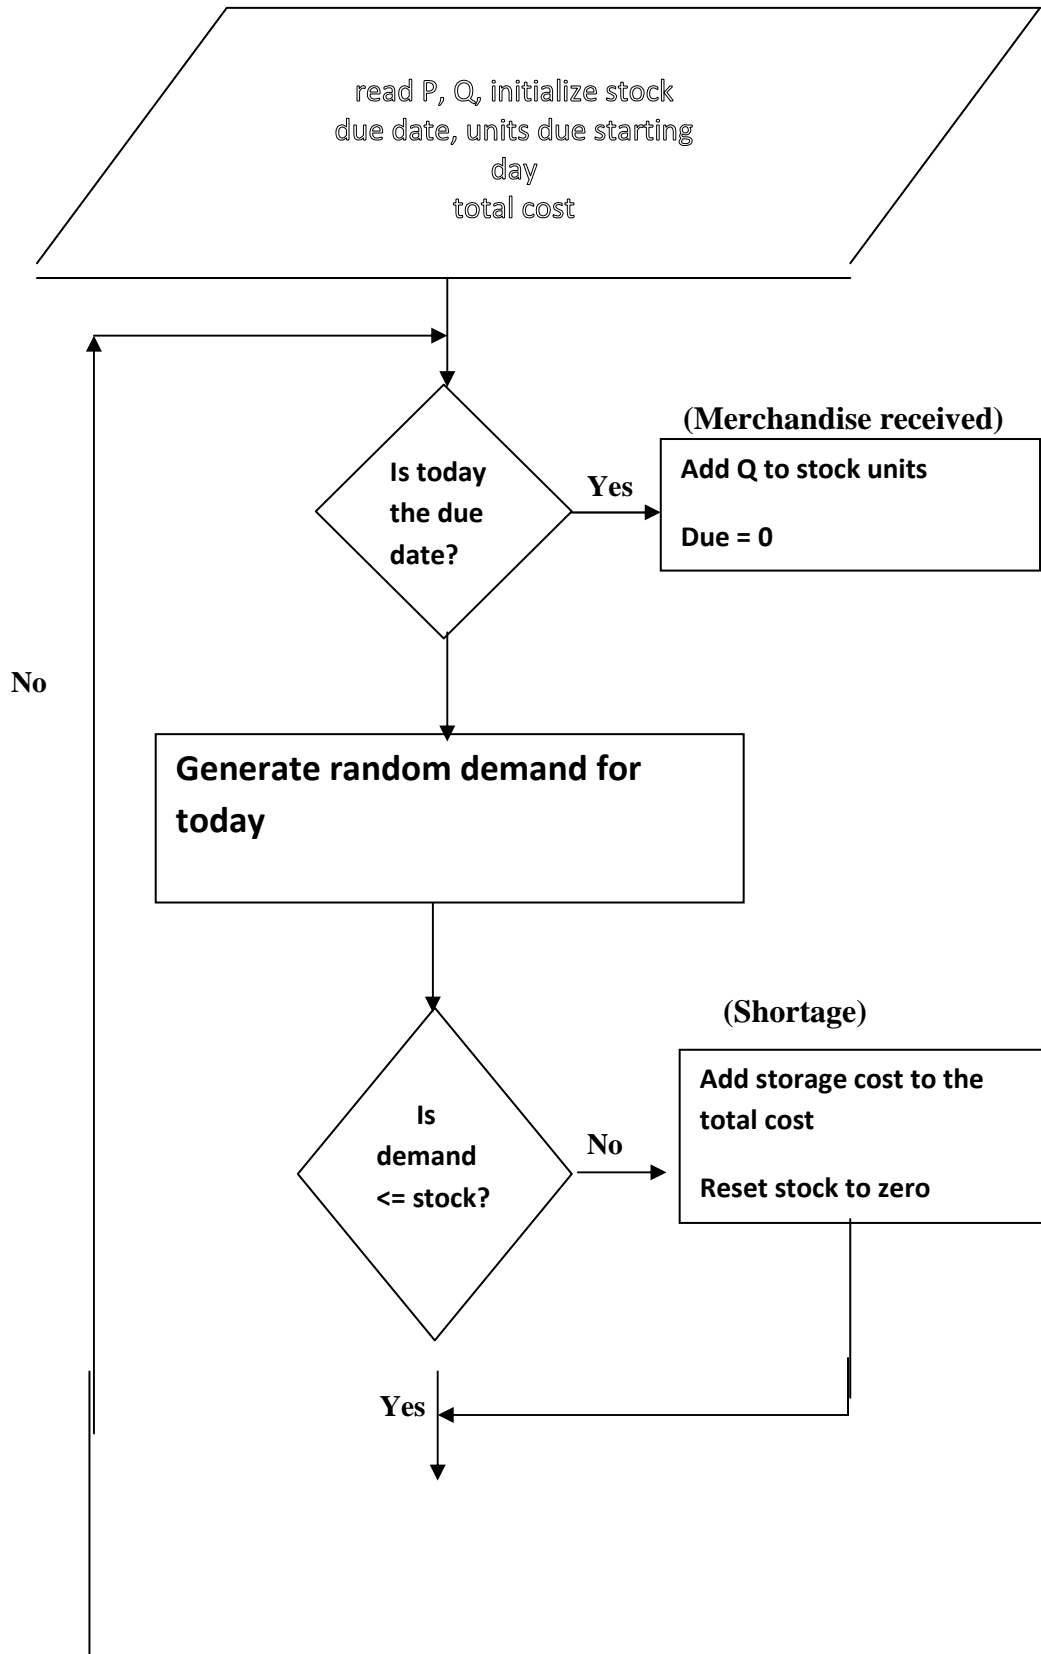 read P, Q, initialize stock
due date, units due starting
day
total cost
(Merchandise received)
Is today
the due
date?
Yes
Add Q to stock units
Due = 0
No
Generate random demand for
today
(Shortage)
Is
demand
<= stock?
No
Add storage cost to the
total cost
Reset stock to zero
Yes